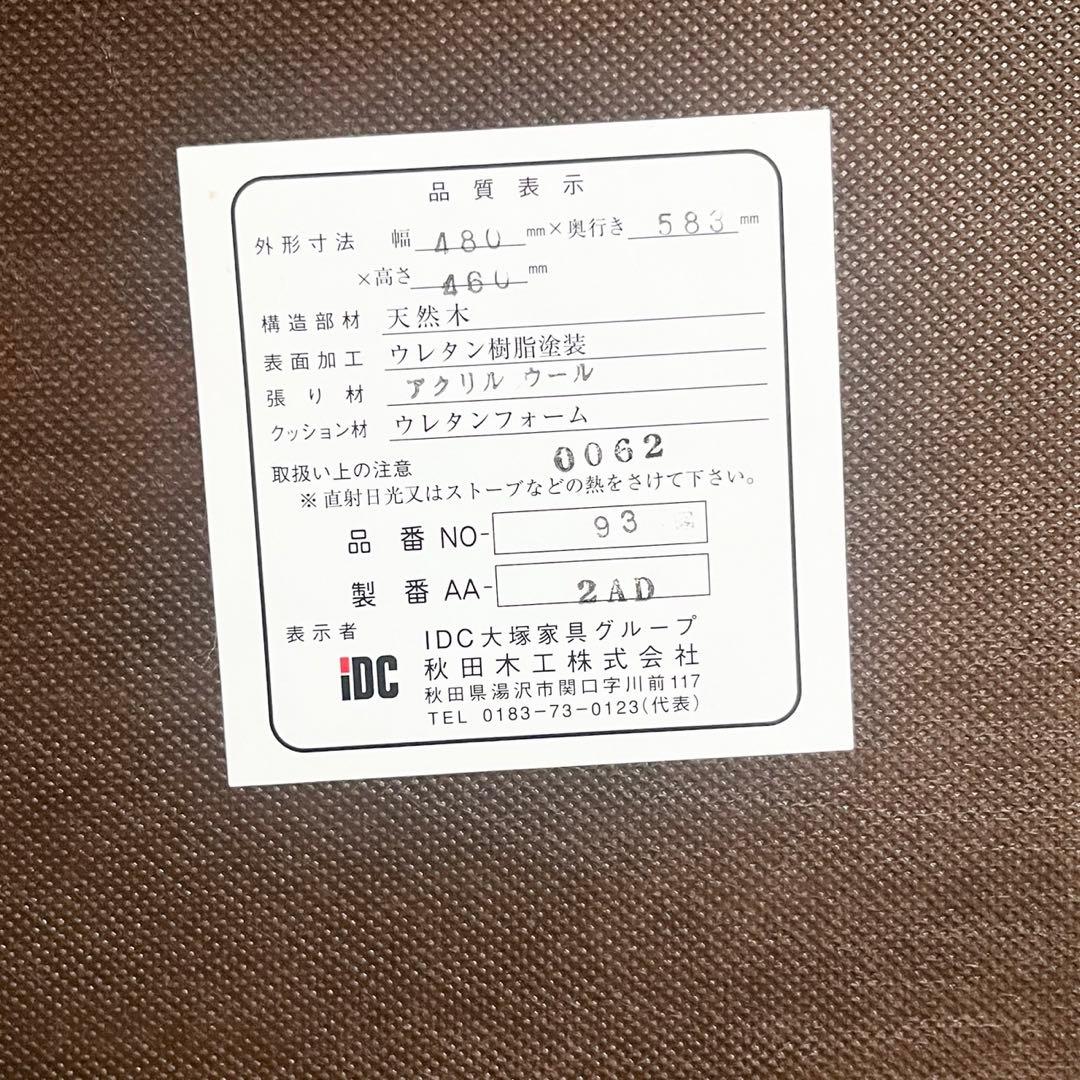 品質表示
外形寸法 幅 480 mm×奥行き 583 mm
×高さ 460 mm
構造部材 天然木
表面加工 ウレタン樹脂塗装
張り材 アクリル ウール
クッション材 ウレタンフォーム
0062
取扱い上の注意
※直射日光又はストーブなどの熱をさけて下さい。
品番 NO- 93
製番 AA- 2AD
表示者
iDC
IDC大塚家具グループ
秋田木工株式会社
秋田県湯沢市関口字川前117
TEL 0183-73-0123(代表)